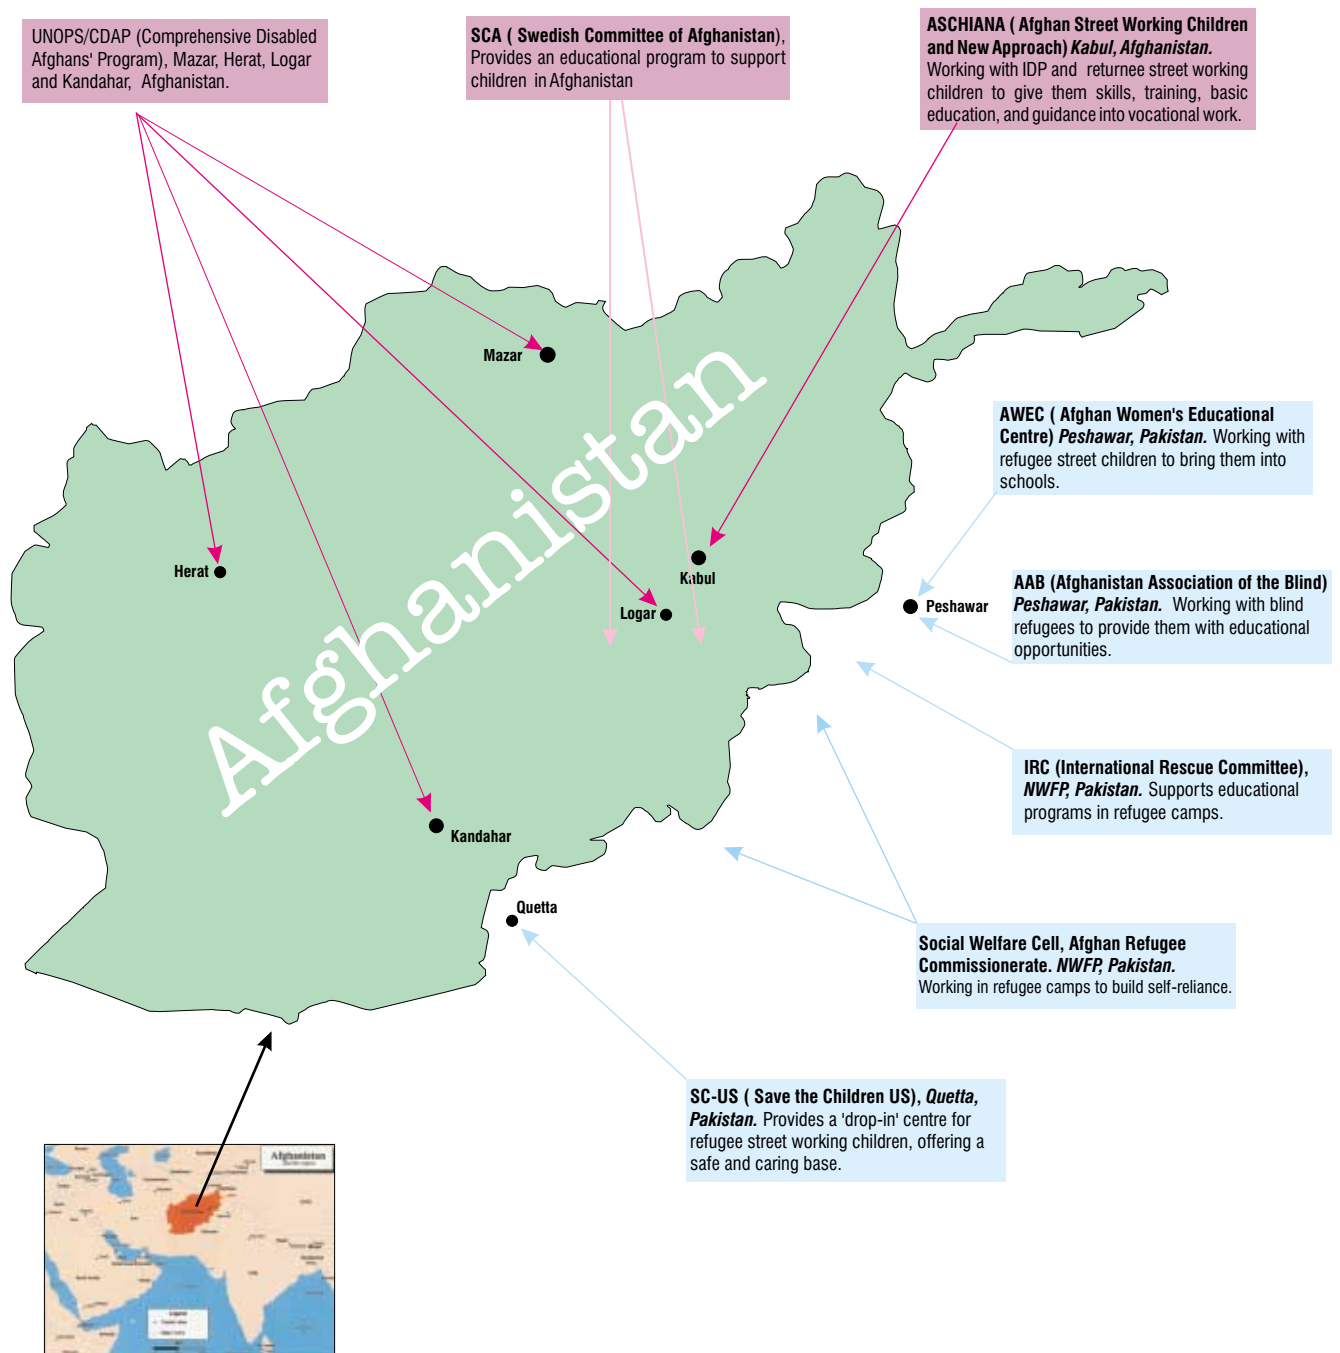 UNOPS/CDAP (Comprehensive Disabled
Afghans' Program), Mazar, Herat, Logar
and Kandahar, Afghanistan.
SCA ( Swedish Committee of Afghanistan),
Provides an educational program to support
children in Afghanistan
ASCHIANA ( Afghan Street Working Children
and New Approach) Kabul, Afghanistan.
Working with IDP and returnee street working
children to give them skills, training, basic
education, and guidance into vocational work.
Mazar
Afghanistan
AWEC ( Afghan Women's Educational
Centre) Peshawar, Pakistan. Working with
refugee street children to bring them into
schools.
Herat
Kabul
Logar
Peshawar
AAB (Afghanistan Association of the Blind)
Peshawar, Pakistan. Working with blind
refugees to provide them with educational
opportunities.
IRC (International Rescue Committee),
NWFP, Pakistan. Supports educational
programs in refugee camps.
Kandahar
Quetta
Social Welfare Cell, Afghan Refugee
Commissionerate. NWFP, Pakistan.
Working in refugee camps to build self-reliance.
SC-US ( Save the Children US), Quetta,
Pakistan. Provides a 'drop-in' centre for
refugee street working children, offering a
safe and caring base.
Afghanistan